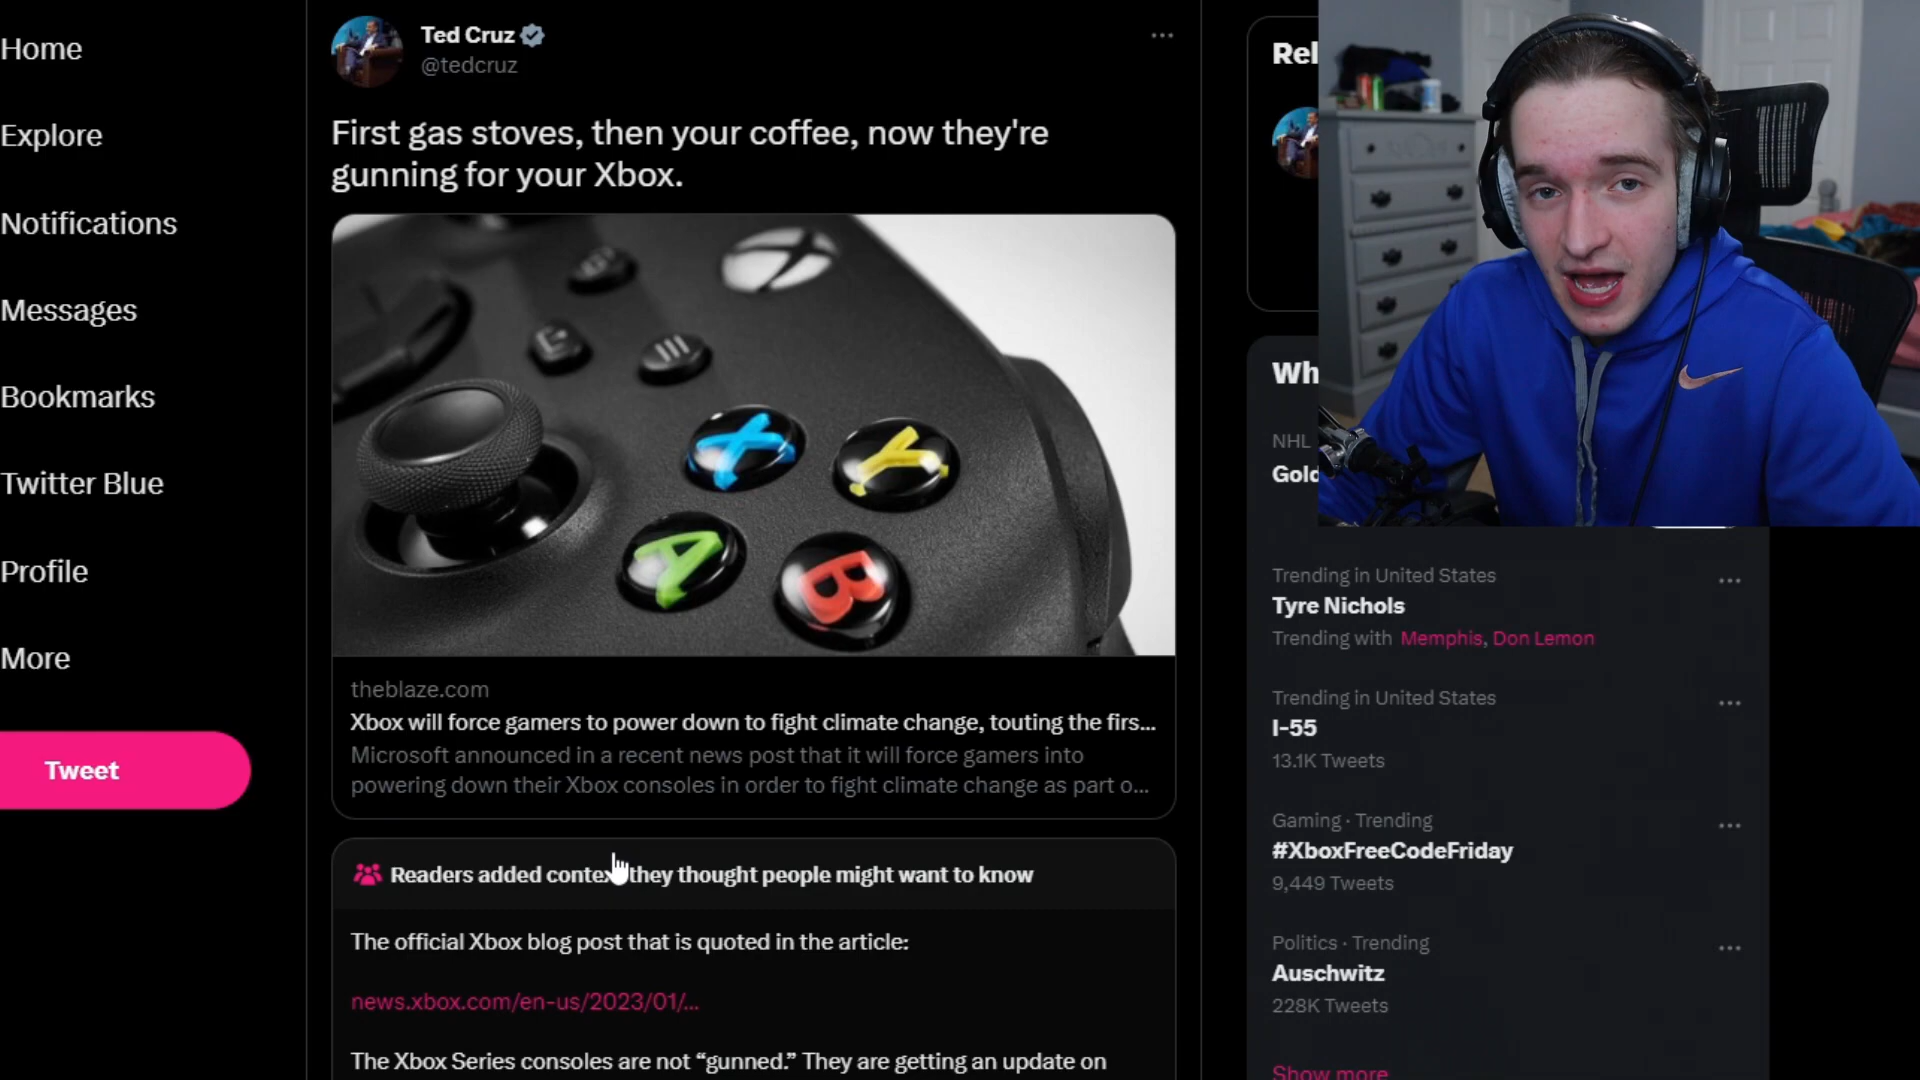 Home
Explore
Notifications
Messages
Bookmarks
Twitter Blue
Profile
More
Tweet
Ted Cruz
@tedcruz
First gas stoves, then your coffee, now they're
gunning for your Xbox.
X
Y
A
B
theblaze.com
Xbox will force gamers to power down to fight climate change, touting the firs...
Microsoft announced in a recent news post that it will force gamers into
powering down their Xbox consoles in order to fight climate change as part o...
Readers added they thought people might want to know
The official Xbox blog post that is quoted in the article:
news.xbox.com/en-us/2023/01/...
The Xbox Series consoles are not “gunned.” They are getting an update on
Rel
Wh
NHL
Gold
Trending in United States
Tyre Nichols
Trending with Memphis, Don Lemon
Trending in United States
I-55
13.1K Tweets
Gaming · Trending
#XboxFreeCodeFriday
9,449 Tweets
Politics · Trending
Auschwitz
228K Tweets
Show more